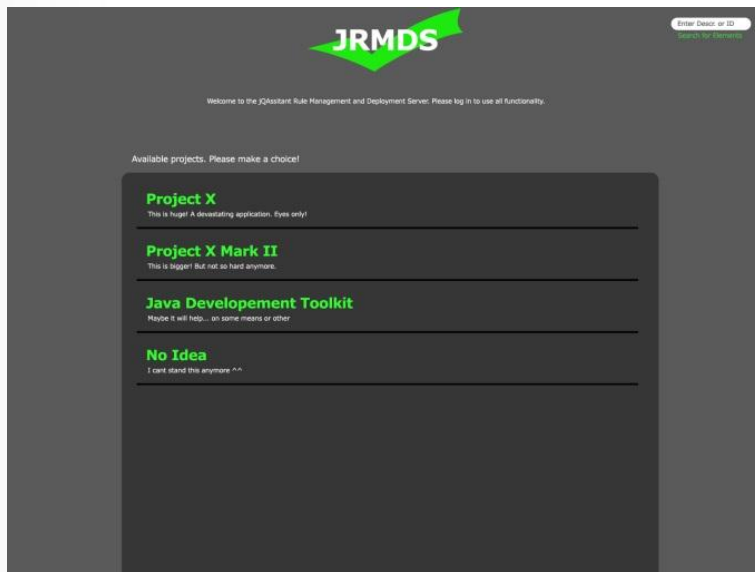 JRMDS
Enter Descr. or ID
Search for Elements
Welcome to the jQAssitant Rule Management and Deployment Server. Please log in to use all functionality.
Available projects. Please make a choice!
Project X
This is huge! A devastating application. Eyes only!
Project X Mark II
This is bigger! But not so hard anymore.
Java Developement Toolkit
Maybe it will help... on some means or other
No Idea
I cant stand this anymore ^^